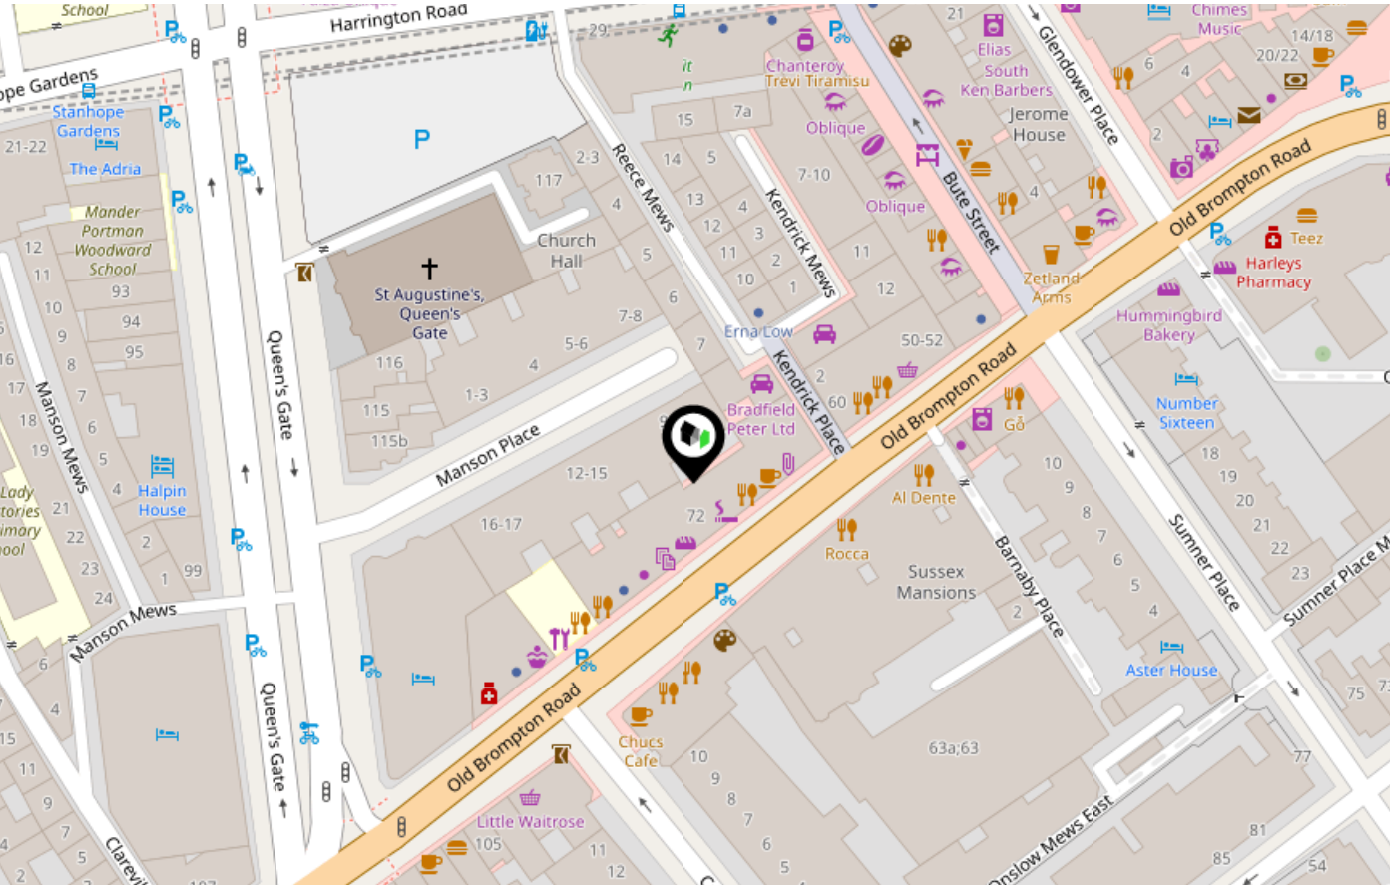 School
Harrington Road
29
21
Glendower Place
Chimes
Music
14/18
20/22
6
4
2
Elias
South
Ken Barbers
Jerome
House
Chanteroy
Trevi Tiramisu
it
n
15
7a
P
Stanhope
Gardens
The Adria
21-22
Mander
Portman
Woodward
School
12
11
10
9
8
7
6
5
4
93
94
95
Manson Mews
17
18
19
21
22
23
24
2
1
99
Halpin
House
Manson Mews
Queen's Gate
Queen's Gate
117
2-3
4
Church
Hall
St Augustine's,
Queen's
Gate
116
115
115b
1-3
4
5-6
7-8
Manson Place
12-15
16-17
Reece Mews
5
6
7
14
13
12
11
10
5
4
3
2
1
Kendrick Mews
Erna Low
7-10
11
12
Oblique
Oblique
Bute Street
4
Zetland
Arms
50-52
2
60
Kendrick Place
Bradfield
Peter Ltd
72
Old Brompton Road
Old Brompton Road
Old Brompton Road
Teez
Harleys
Pharmacy
Hummingbird
Bakery
Number
Sixteen
Gở
Al Dente
Rocca
Sussex
Mansions
Barnaby Place
2
10
9
8
7
6
5
4
18
19
20
21
22
23
Sumner Place
Aster House
75
77
81
85
54
63a;63
Onslow Mews East
Chucs
Cafe
10
9
8
7
6
5
Little Waitrose
105
11
12
6
4
11
9
7
5
4
2